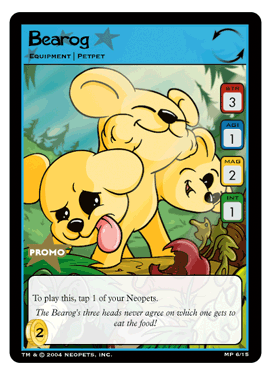 Bearog
EQUIPMENT | PETPET
STR
3
AGI
1
MAG
2
INT
1
PROMO
To play this, tap 1 of your Neopets.
The Bearog's three heads never agree on which one gets to
eat the food!
2
TM & © 2004 NEOPETS, INC.
MP 6/15